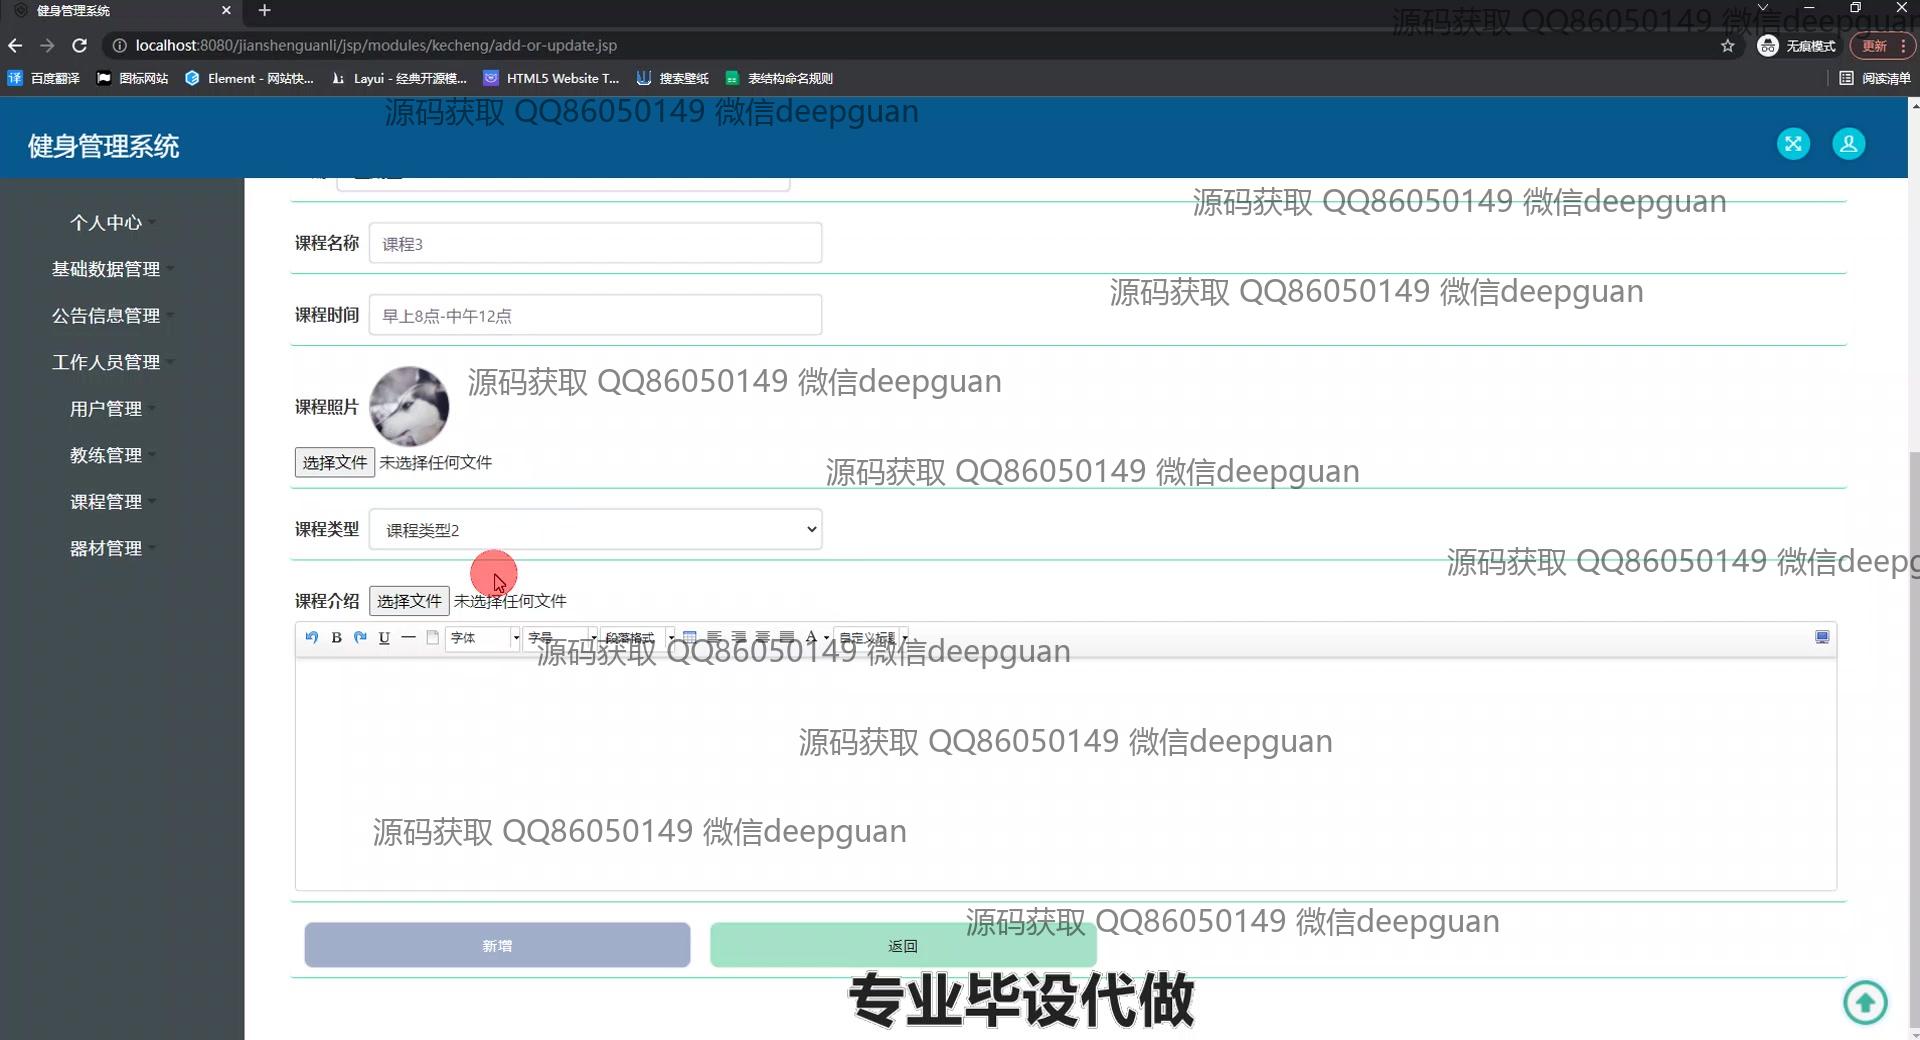 健身管理系统
源码获取 QQ86050149 微信deepguan
localhost:8080/jianshenguanli/jsp/modules/kecheng/add-or-update.jsp
无痕模式
更新
百度翻译
图标网站
Element - 网站快...
Layui - 经典开源模...
HTML5 Website T...
搜索壁纸
表结构命名规则
阅读清单
源码获取 QQ86050149 微信deepguan
健身管理系统
个人中心
基础数据管理
公告信息管理
工作人员管理
用户管理
教练管理
课程管理
器材管理
源码获取 QQ86050149 微信deepguan
课程名称 课程3
源码获取 QQ86050149 微信deepguan
课程时间 早上8点-中午12点
源码获取 QQ86050149 微信deepguan
课程照片
选择文件 未选择任何文件
源码获取 QQ86050149 微信deepguan
课程类型 课程类型2
源码获取 QQ86050149 微信deepg
课程介绍 选择文件 未选择任何文件
B U 字体 字号 段落格式 A 自定义标题
源码获取 QQ86050149 微信deepguan
源码获取 QQ86050149 微信deepguan
源码获取 QQ86050149 微信deepguan
源码获取 QQ86050149 微信deepguan
新增 返回
专业毕设代做